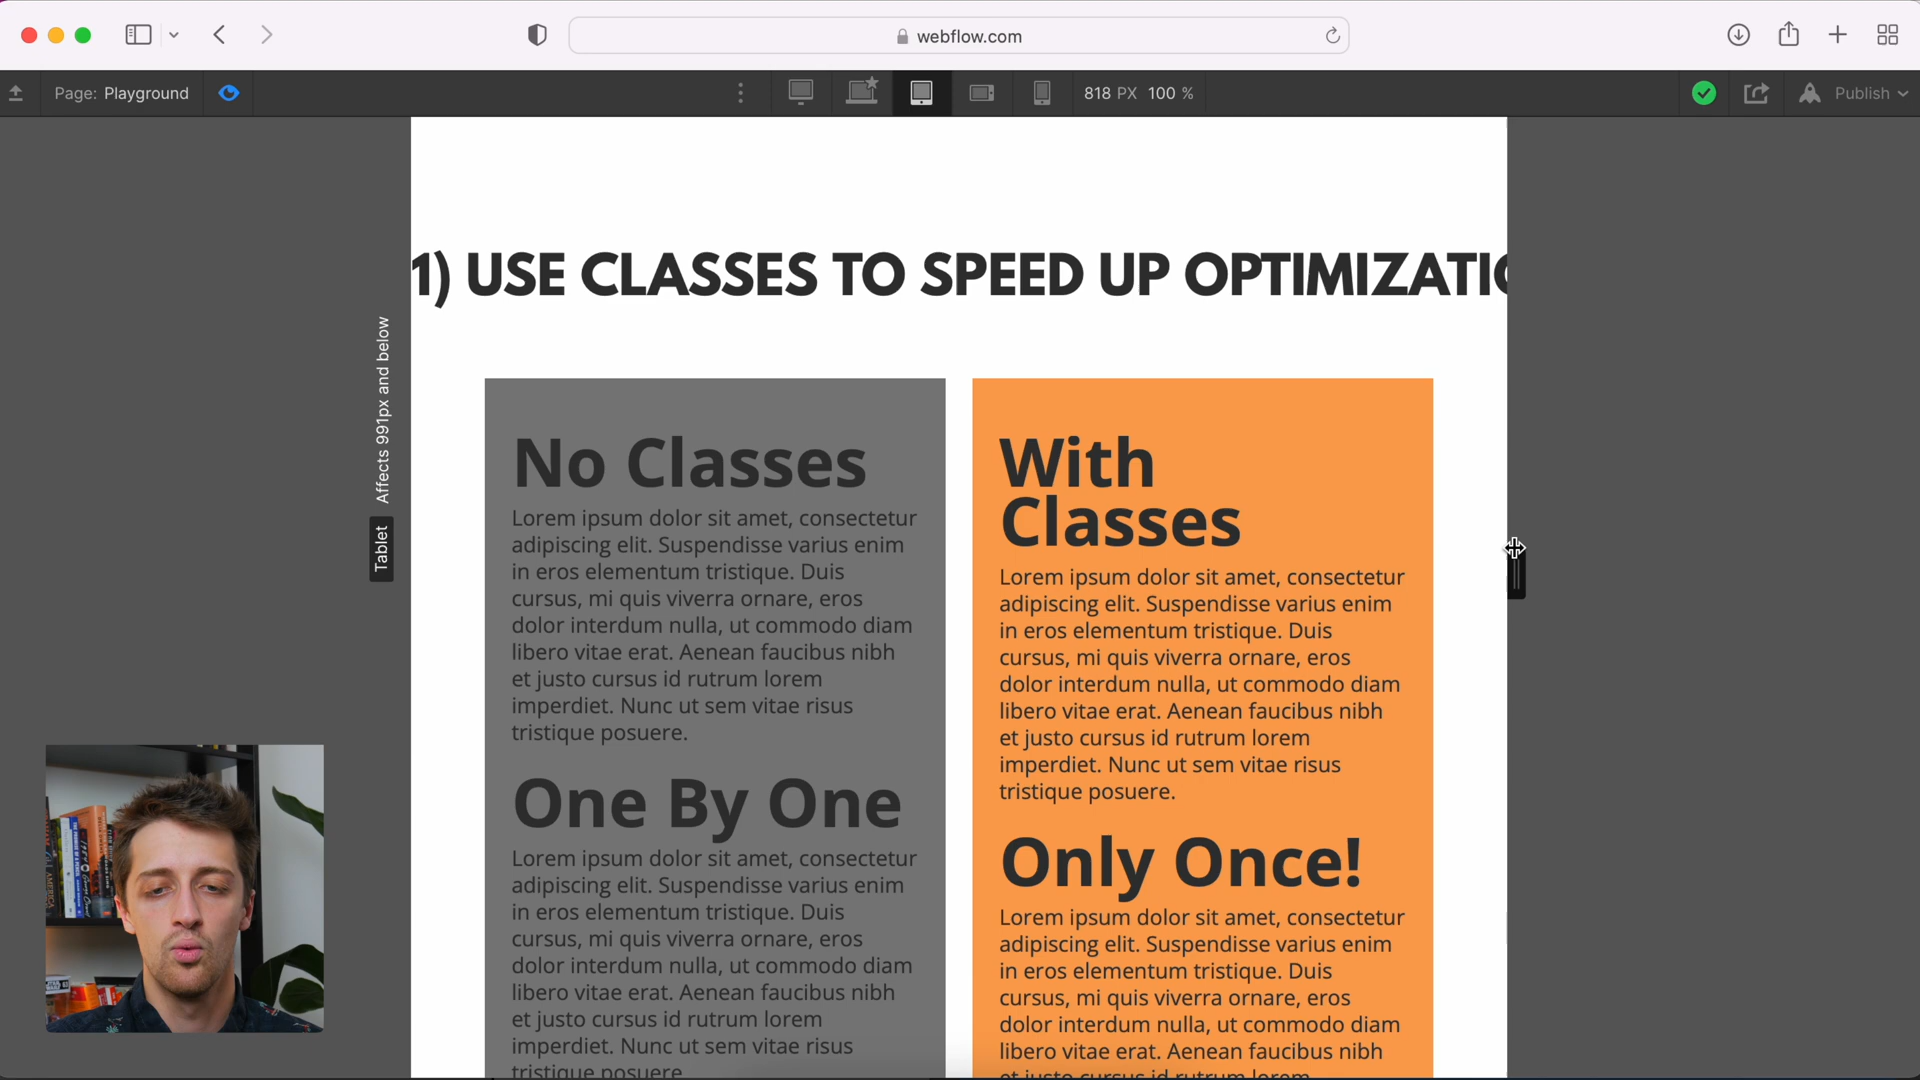 webflow.com
Page: Playground
818 PX 100 %
Publish
1) USE CLASSES TO SPEED UP OPTIMIZATIO
Affects 991px and below
Tablet
No Classes
Lorem ipsum dolor sit amet, consectetur
adipiscing elit. Suspendisse varius enim
in eros elementum tristique. Duis
cursus, mi quis viverra ornare, eros
dolor interdum nulla, ut commodo diam
libero vitae erat. Aenean faucibus nibh
et justo cursus id rutrum lorem
imperdiet. Nunc ut sem vitae risus
tristique posuere.
One By One
Lorem ipsum dolor sit amet, consectetur
adipiscing elit. Suspendisse varius enim
in eros elementum tristique. Duis
cursus, mi quis viverra ornare, eros
dolor interdum nulla, ut commodo diam
libero vitae erat. Aenean faucibus nibh
et justo cursus id rutrum lorem
imperdiet. Nunc ut sem vitae risus
tristique posuere
With
Classes
Lorem ipsum dolor sit amet, consectetur
adipiscing elit. Suspendisse varius enim
in eros elementum tristique. Duis
cursus, mi quis viverra ornare, eros
dolor interdum nulla, ut commodo diam
libero vitae erat. Aenean faucibus nibh
et justo cursus id rutrum lorem
imperdiet. Nunc ut sem vitae risus
tristique posuere.
Only Once!
Lorem ipsum dolor sit amet, consectetur
adipiscing elit. Suspendisse varius enim
in eros elementum tristique. Duis
cursus, mi quis viverra ornare, eros
dolor interdum nulla, ut commodo diam
libero vitae erat. Aenean faucibus nibh
et justo cursus id rutrum lorem